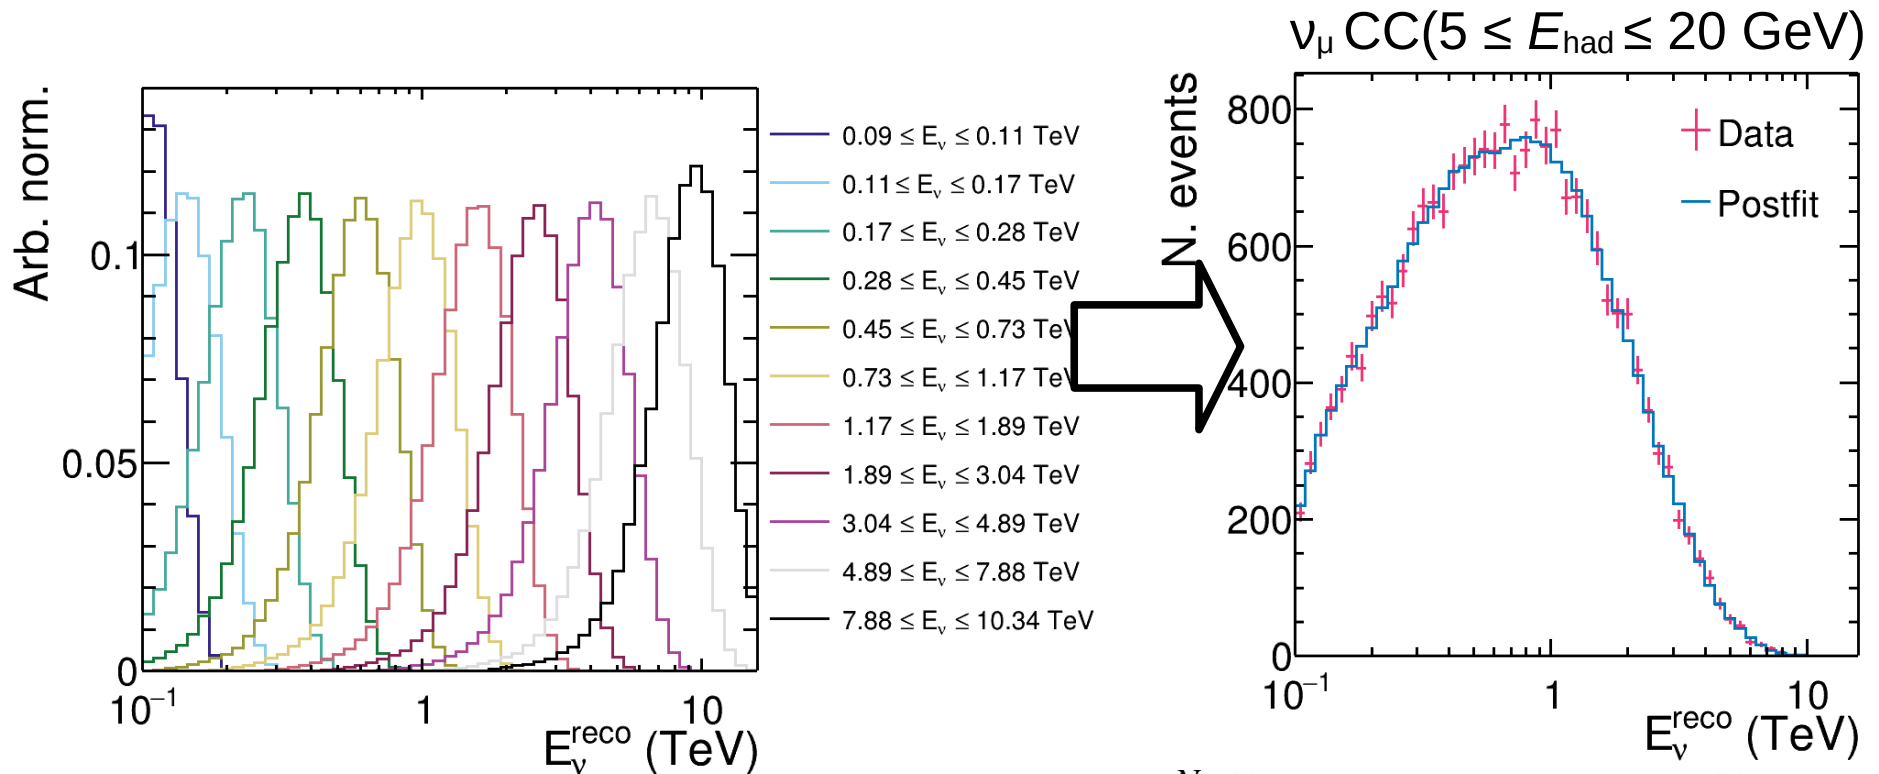 ν_μ CC(5 ≤ E_had ≤ 20 GeV)
Arb. norm.
0.1
0.05
0
10⁻¹
1
10
E_ν^reco (TeV)
0.09 ≤ E_ν ≤ 0.11 TeV
0.11 ≤ E_ν ≤ 0.17 TeV
0.17 ≤ E_ν ≤ 0.28 TeV
0.28 ≤ E_ν ≤ 0.45 TeV
0.45 ≤ E_ν ≤ 0.73 TeV
0.73 ≤ E_ν ≤ 1.17 TeV
1.17 ≤ E_ν ≤ 1.89 TeV
1.89 ≤ E_ν ≤ 3.04 TeV
3.04 ≤ E_ν ≤ 4.89 TeV
4.89 ≤ E_ν ≤ 7.88 TeV
7.88 ≤ E_ν ≤ 10.34 TeV
N. events
800
600
400
200
0
Data
Postfit
10⁻¹
1
10
E_ν^reco (TeV)